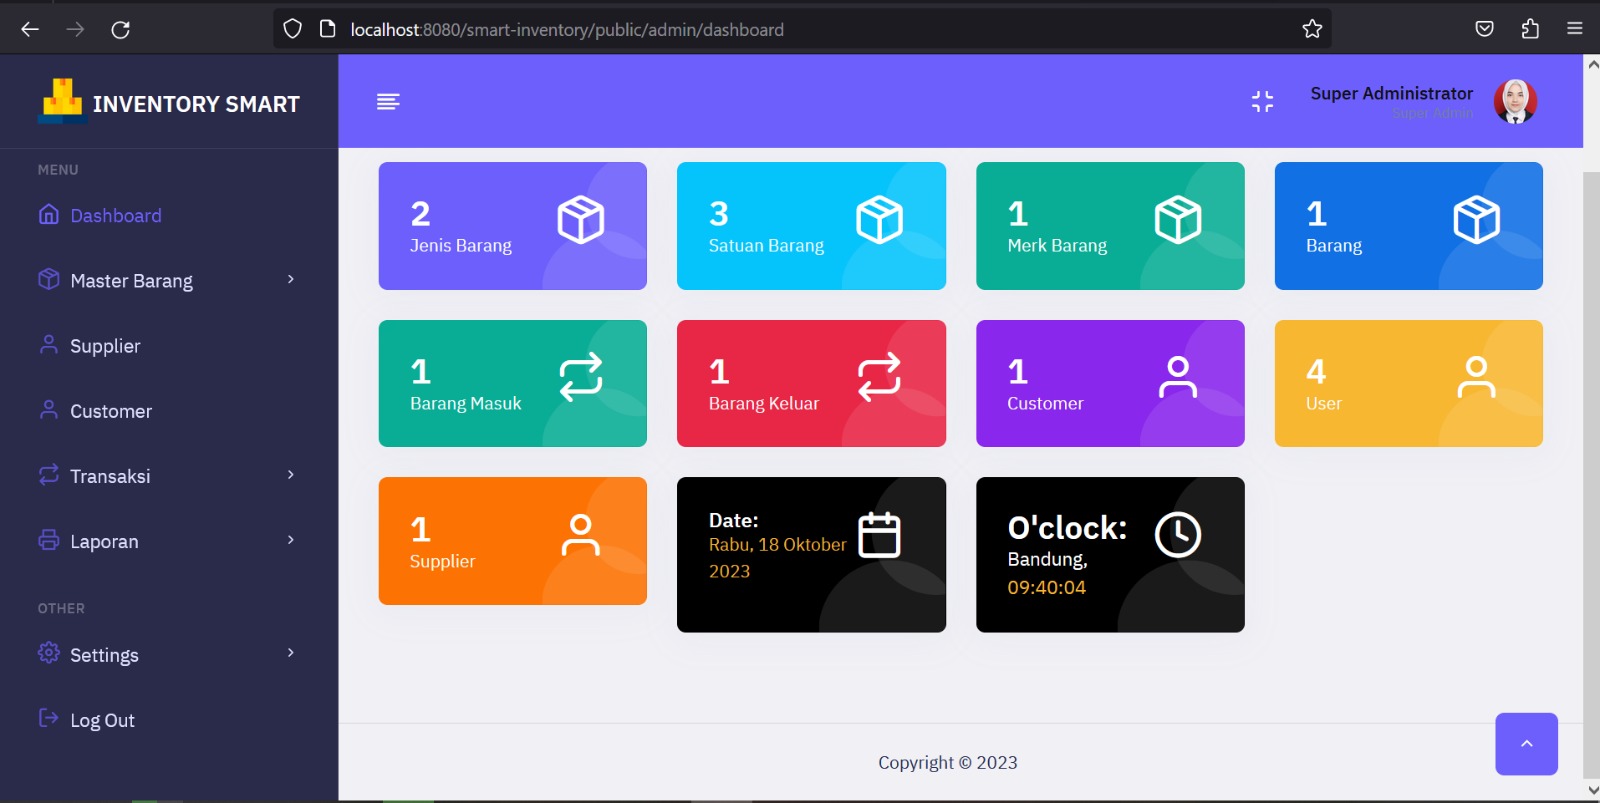 localhost:8080/smart-inventory/public/admin/dashboard
INVENTORY SMART
Super Administrator
Super Admin
MENU
Dashboard
Master Barang
Supplier
Customer
Transaksi
Laporan
OTHER
Settings
Log Out
2
Jenis Barang
3
Satuan Barang
1
Merk Barang
1
Barang
1
Barang Masuk
1
Barang Keluar
1
Customer
4
User
1
Supplier
Date:
Rabu, 18 Oktober
2023
O'clock:
Bandung,
09:40:04
Copyright © 2023